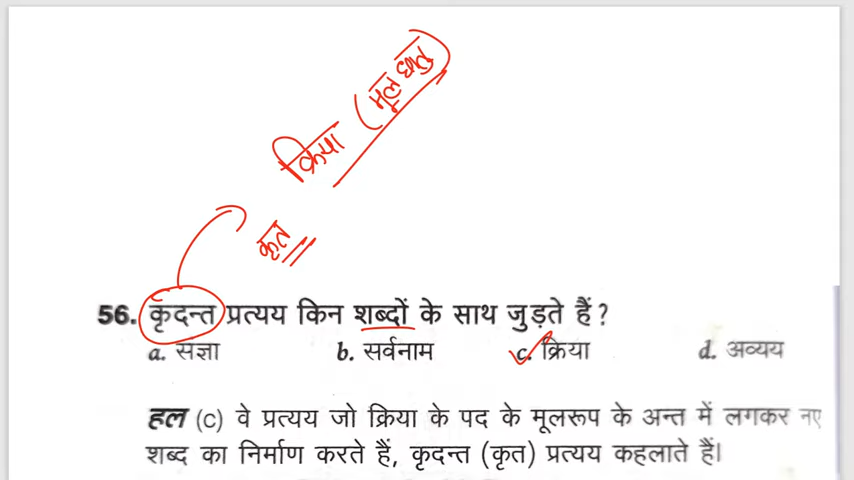 क्रिया (मूल धातु)
कृत
56. कृदन्त प्रत्यय किन शब्दों के साथ जुड़ते हैं?
a. संज्ञा b. सर्वनाम c. क्रिया d. अव्यय
हल (c) वे प्रत्यय जो क्रिया के पद के मूलरूप के अन्त में लगकर नए
शब्द का निर्माण करते हैं, कृदन्त (कृत) प्रत्यय कहलाते हैं।